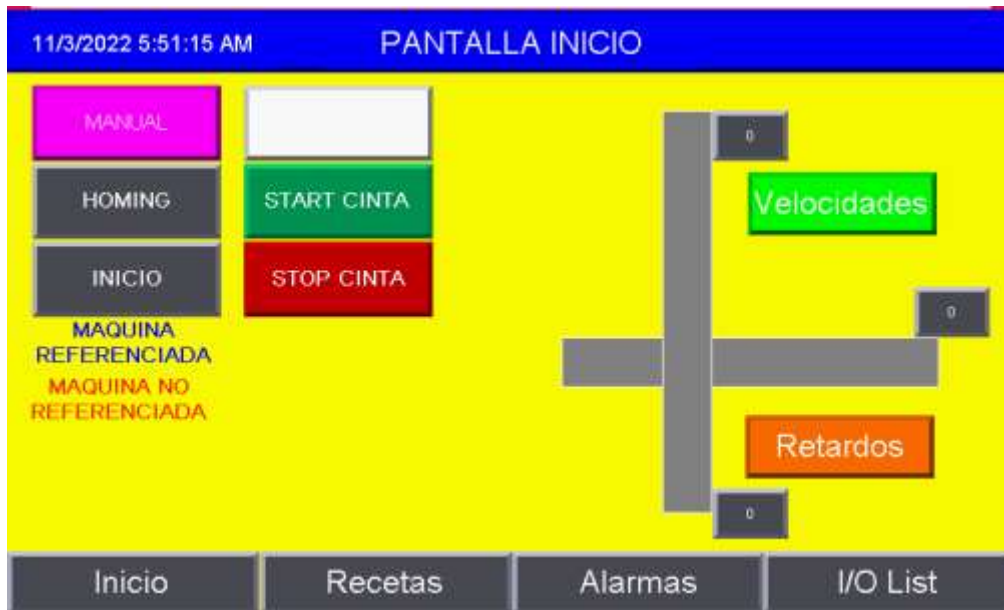 11/3/2022 5:51:15 AM
PANTALLA INICIO
MANUAL
HOMING
START CINTA
INICIO
STOP CINTA
MAQUINA
REFERENCIADA
MAQUINA NO
REFERENCIADA
0
Velocidades
0
Retardos
0
Inicio
Recetas
Alarmas
I/O List